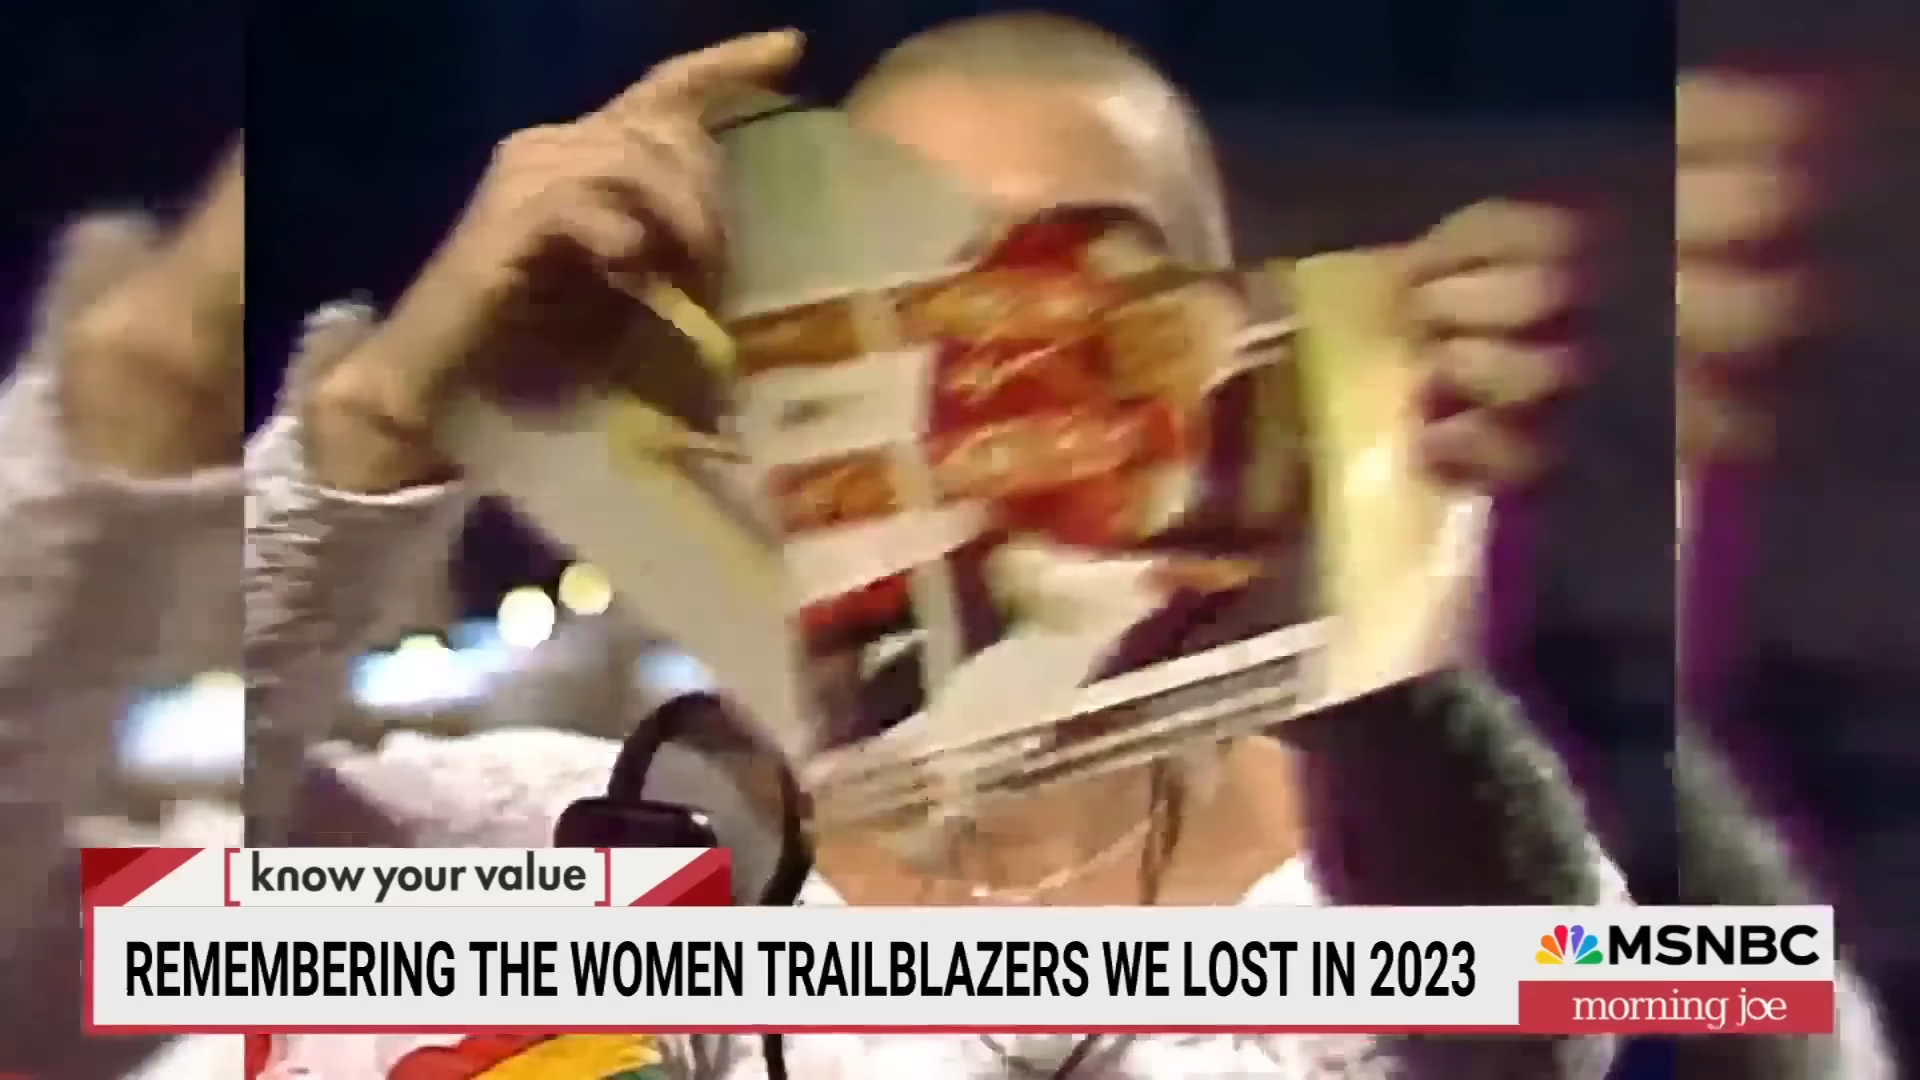 [know your value]
REMEMBERING THE WOMEN TRAILBLAZERS WE LOST IN 2023
MSNBC
morning joe